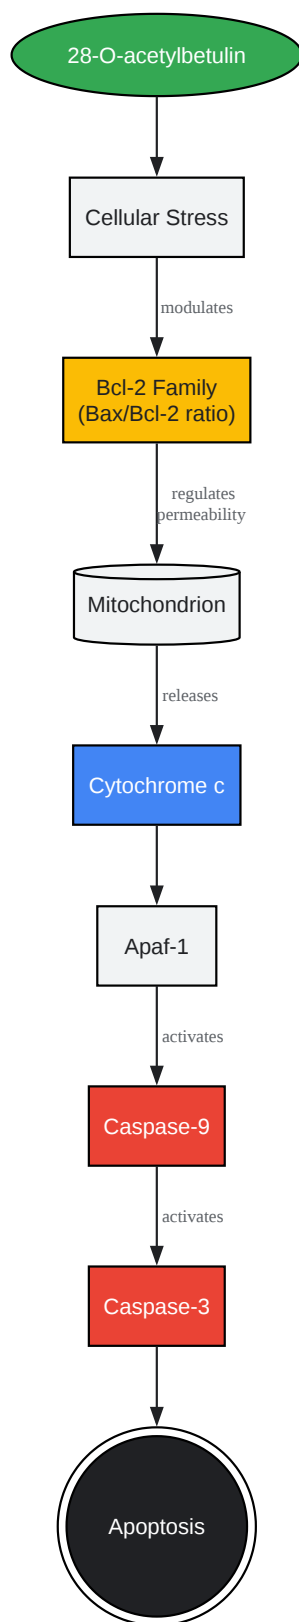 28-O-acetylbetulin
Cellular Stress
modulates
Bcl-2 Family
(Bax/Bcl-2 ratio)
regulates
permeability
Mitochondrion
releases
Cytochrome c
Apaf-1
activates
Caspase-9
activates
Caspase-3
Apoptosis